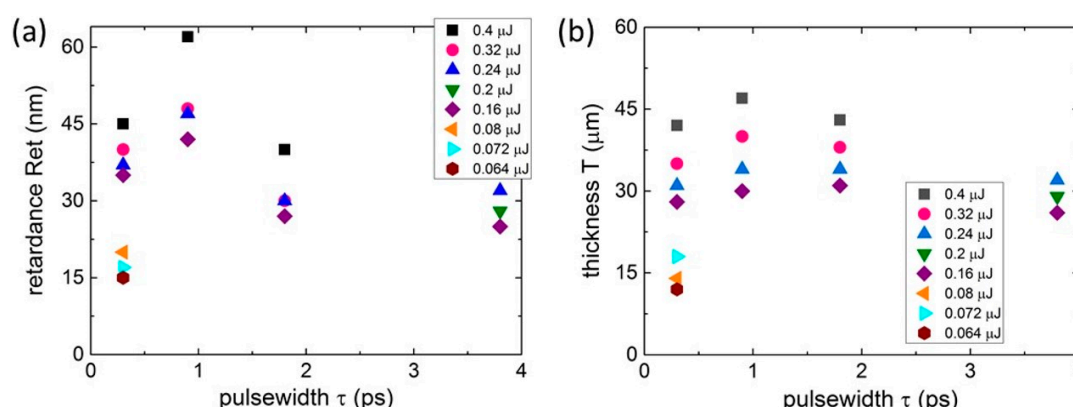 (a)
retardance Ret (nm)
60
45
30
15
0
0 1 2 3 4
pulsewidth τ (ps)
0.4 μJ
0.32 μJ
0.24 μJ
0.2 μJ
0.16 μJ
0.08 μJ
0.072 μJ
0.064 μJ
(b)
thickness T (μm)
60
45
30
15
0
0 1 2 3 4
pulsewidth τ (ps)
0.4 μJ
0.32 μJ
0.24 μJ
0.2 μJ
0.16 μJ
0.08 μJ
0.072 μJ
0.064 μJ